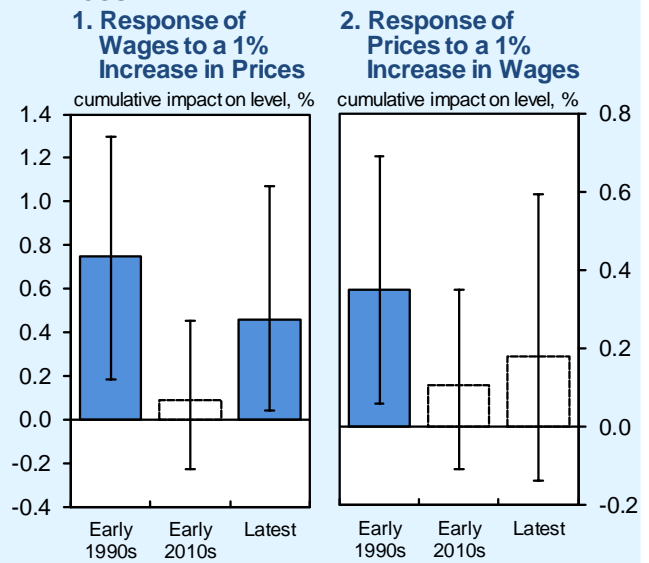 1. Response of
Wages to a 1%
Increase in Prices
cumulative impact on level, %
1.4
1.2
1.0
0.8
0.6
0.4
0.2
0.0
-0.2
-0.4
Early
1990s
Early
2010s
Latest
2. Response of
Prices to a 1%
Increase in Wages
cumulative impact on level, %
0.8
0.6
0.4
0.2
0.0
-0.2
Early
1990s
Early
2010s
Latest